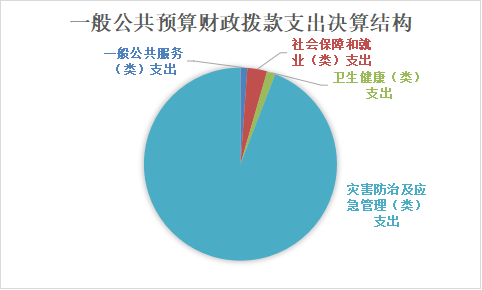 一般公共预算财政拨款支出决算结构
一般公共服务
（类）支出
社会保障和就
业（类）支出
卫生健康（类）
支出
灾害防治及应
急管理（类）
支出